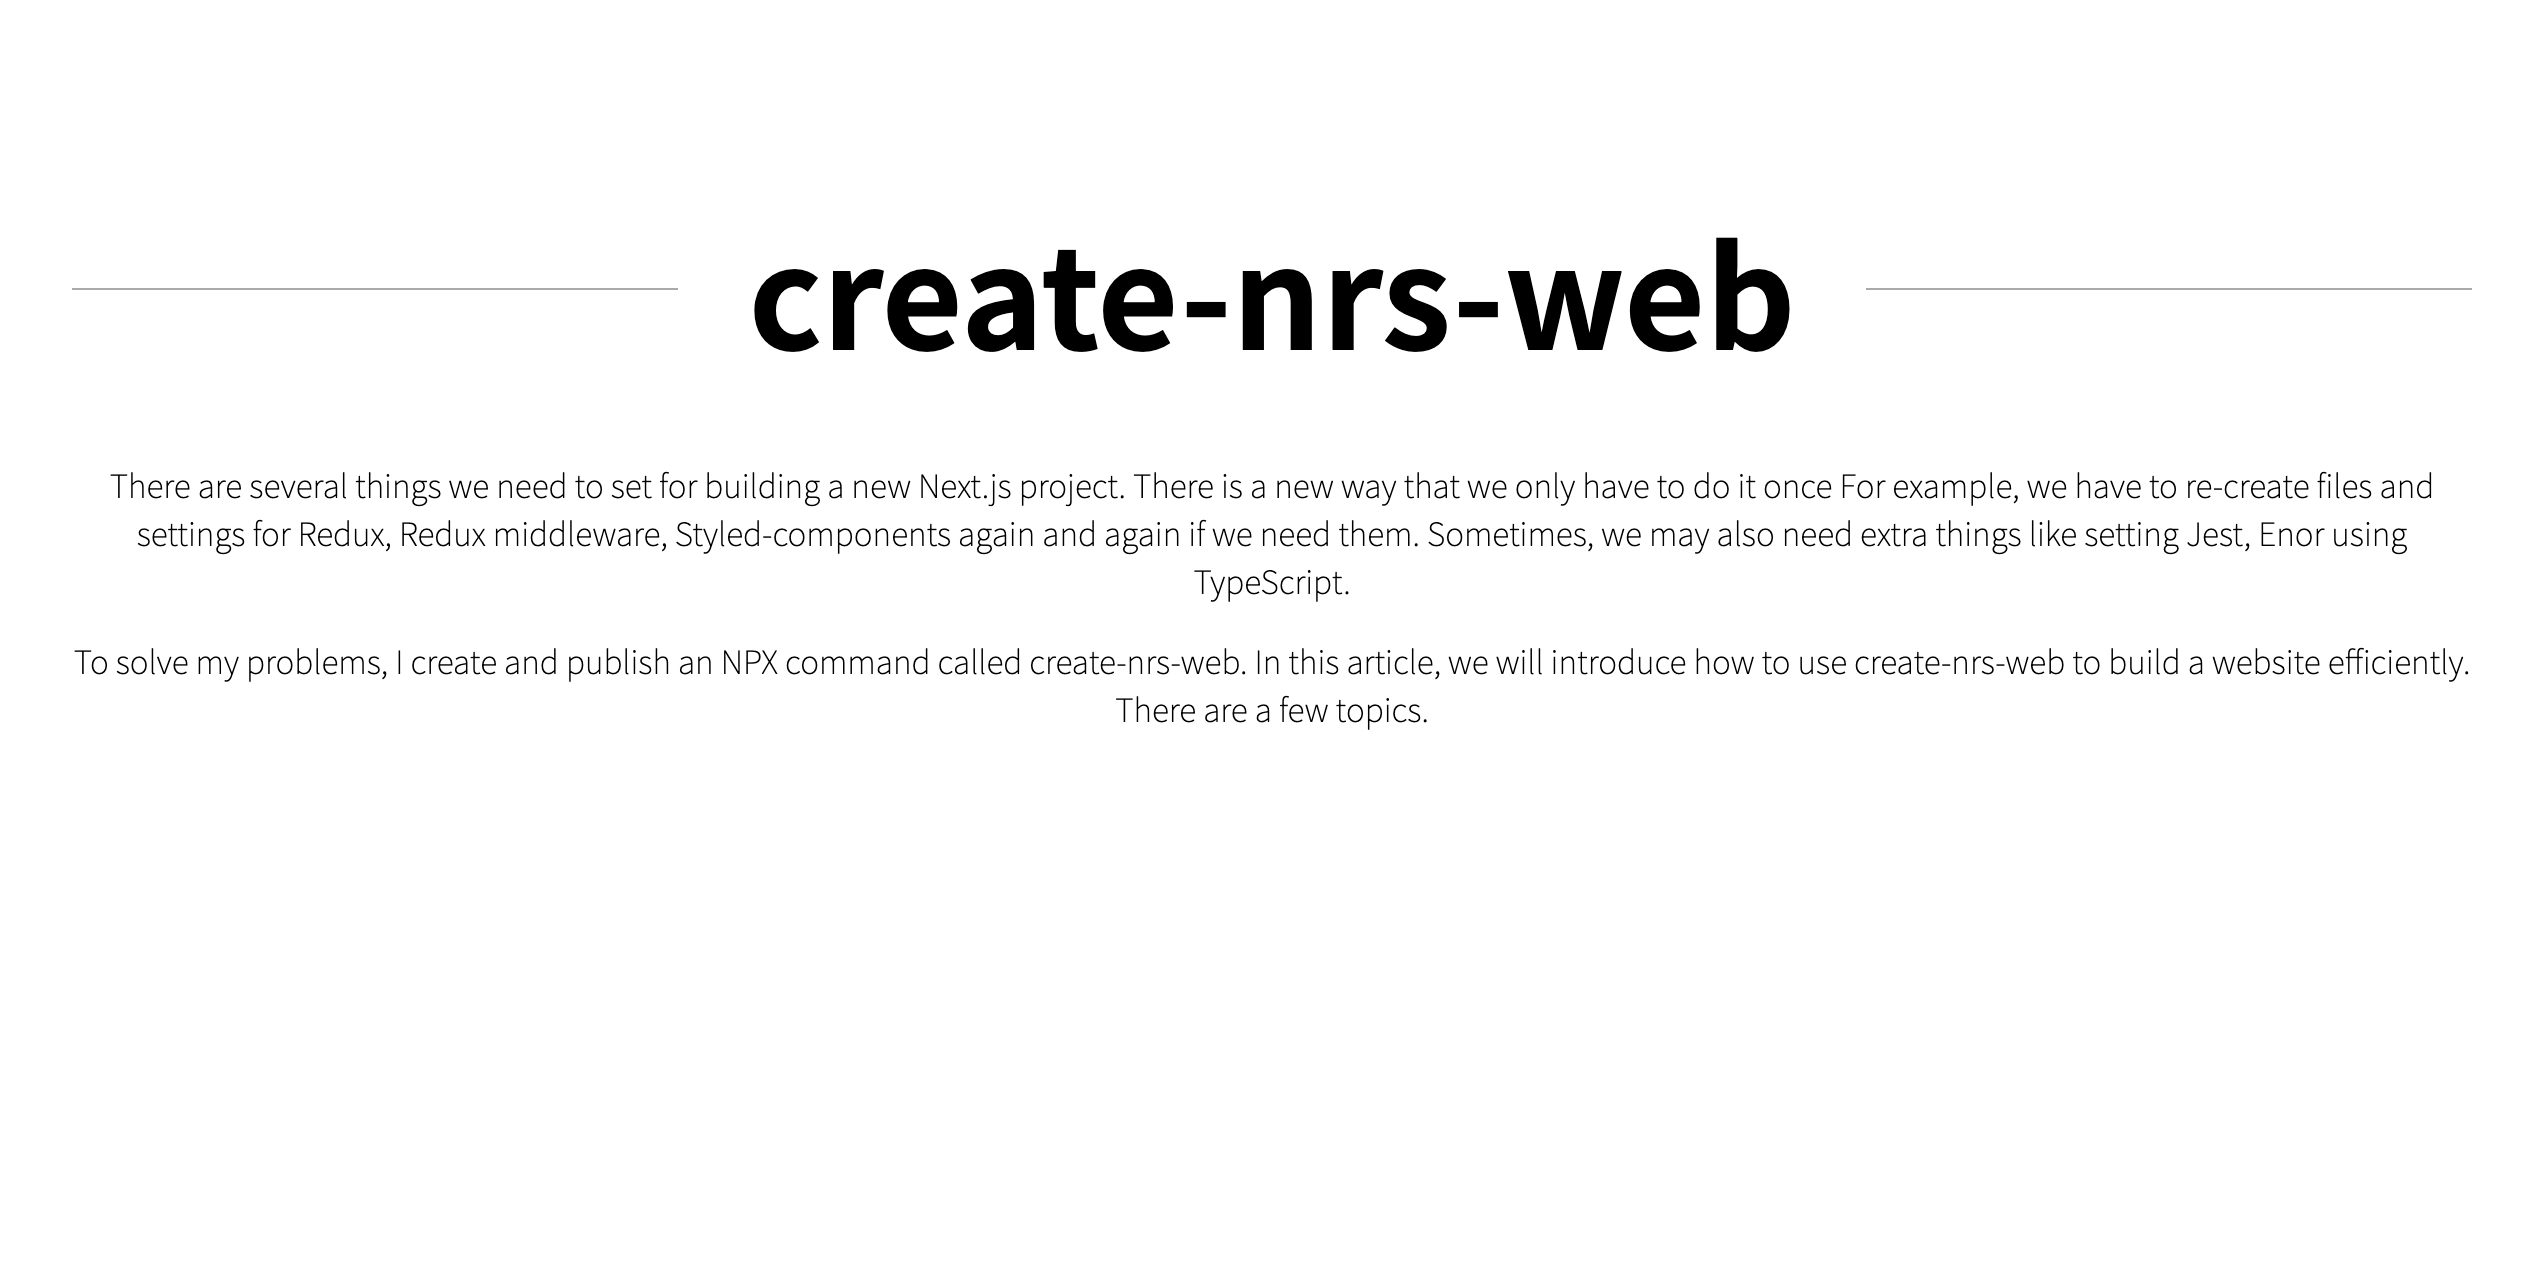 create-nrs-web
There are several things we need to set for building a new Next.js project. There is a new way that we only have to do it once For example, we have to re-create files and
settings for Redux, Redux middleware, Styled-components again and again if we need them. Sometimes, we may also need extra things like setting Jest, Enor using
TypeScript.
To solve my problems, I create and publish an NPX command called create-nrs-web. In this article, we will introduce how to use create-nrs-web to build a website efficiently.
There are a few topics.